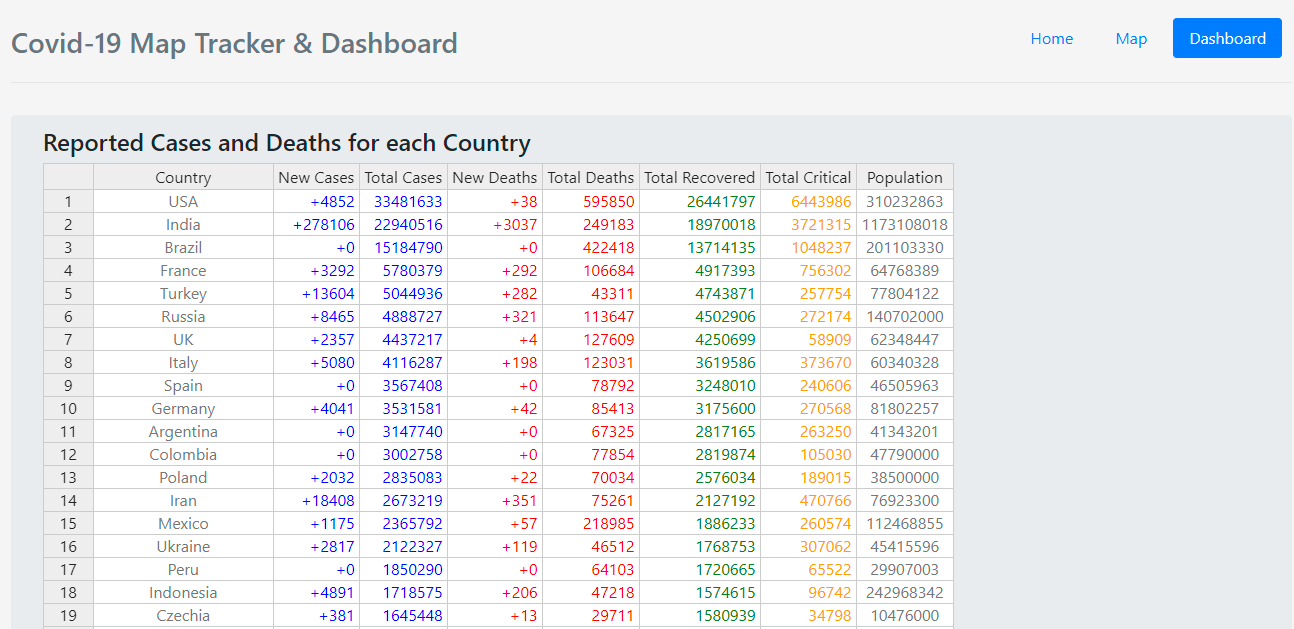 Covid-19 Map Tracker & Dashboard Home Map Dashboard
Reported Cases and Deaths for each Country
Country New Cases Total Cases New Deaths Total Deaths Total Recovered Total Critical Population
1 USA +4852 33481633 +38 595850 26441797 6443986 310232863
2 India +278106 22940516 +3037 249183 18970018 3721315 1173108018
3 Brazil +0 15184790 +0 422418 13714135 1048237 201103330
4 France +3292 5780379 +292 106684 4917393 756302 64768389
5 Turkey +13604 5044936 +282 43311 4743871 257754 77804122
6 Russia +8465 4888727 +321 113647 4502906 272174 140702000
7 UK +2357 4437217 +4 127609 4250699 58909 62348447
8 Italy +5080 4116287 +198 123031 3619586 373670 60340328
9 Spain +0 3567408 +0 78792 3248010 240606 46505963
10 Germany +4041 3531581 +42 85413 3175600 270568 81802257
11 Argentina +0 3147740 +0 67325 2817165 263250 41343201
12 Colombia +0 3002758 +0 77854 2819874 105030 47790000
13 Poland +2032 2835083 +22 70034 2576034 189015 38500000
14 Iran +18408 2673219 +351 75261 2127192 470766 76923300
15 Mexico +1175 2365792 +57 218985 1886233 260574 112468855
16 Ukraine +2817 2122327 +119 46512 1768753 307062 45415596
17 Peru +0 1850290 +0 64103 1720665 65522 29907003
18 Indonesia +4891 1718575 +206 47218 1574615 96742 242968342
19 Czechia +381 1645448 +13 29711 1580939 34798 10476000